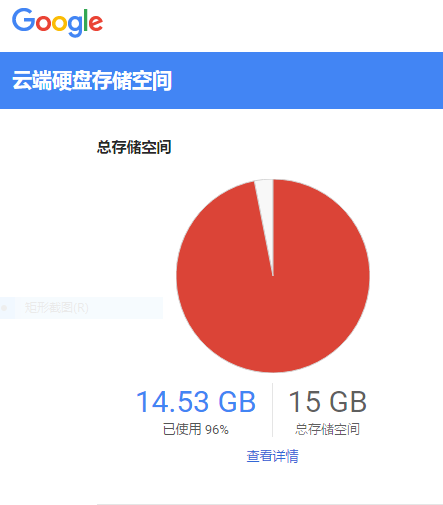 Google
云端硬盘存储空间
总存储空间
矩形截图(R)
14.53 GB
15 GB
已使用 96%
总存储空间
查看详情